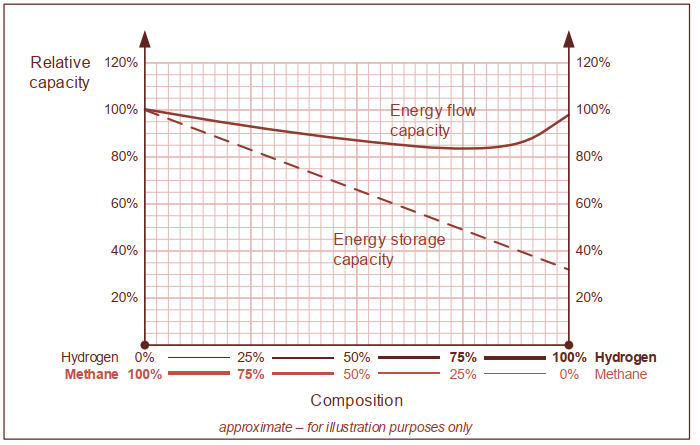 Relative
capacity
120%
100%
80%
60%
40%
20%
120%
100%
80%
60%
40%
20%
Energy flow
capacity
Energy storage
capacity
Hydrogen 0% 25% 50% 75% 100% Hydrogen
Methane 100% 75% 50% 25% 0% Methane
Composition
approximate – for illustration purposes only